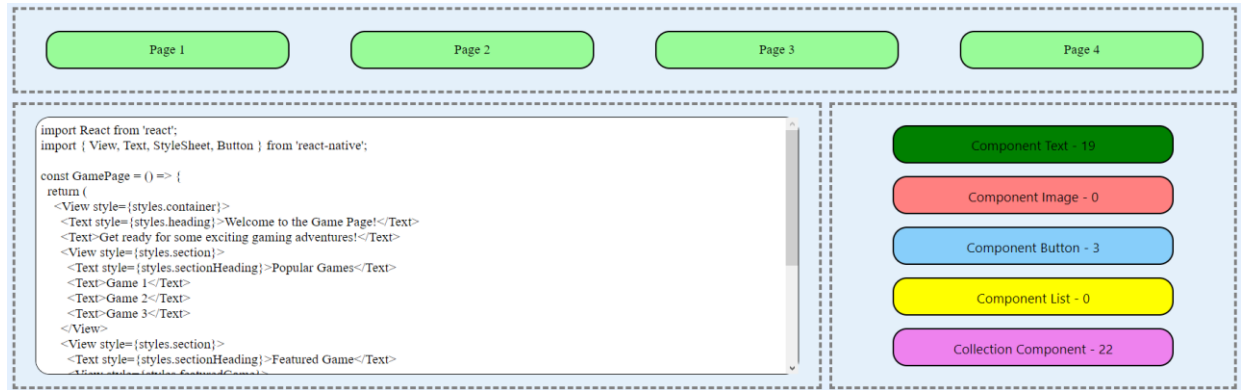 Page 1
Page 2
Page 3
Page 4
import React from 'react';
import { View, Text, StyleSheet, Button } from 'react-native';
const GamePage = () => {
return (
<View style={styles.container}>
<Text style={styles.heading}>Welcome to the Game Page!</Text>
<Text>Get ready for some exciting gaming adventures!</Text>
<View style={styles.section}>
<Text style={styles.sectionHeading}>Popular Games</Text>
<Text>Game 1</Text>
<Text>Game 2</Text>
<Text>Game 3</Text>
</View>
<View style={styles.section}>
<Text style={styles.sectionHeading}>Featured Game</Text>
<View style={styles.featuredGame}>
Component Text - 19
Component Image - 0
Component Button - 3
Component List - 0
Collection Component - 22